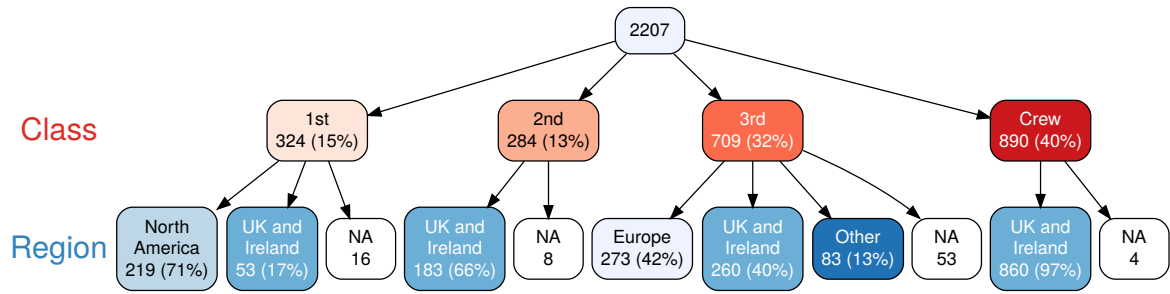 2207
Class
1st
324 (15%)
2nd
284 (13%)
3rd
709 (32%)
Crew
890 (40%)
Region
North
America
219 (71%)
UK and
Ireland
53 (17%)
NA
16
UK and
Ireland
183 (66%)
NA
8
Europe
273 (42%)
UK and
Ireland
260 (40%)
Other
83 (13%)
NA
53
UK and
Ireland
860 (97%)
NA
4